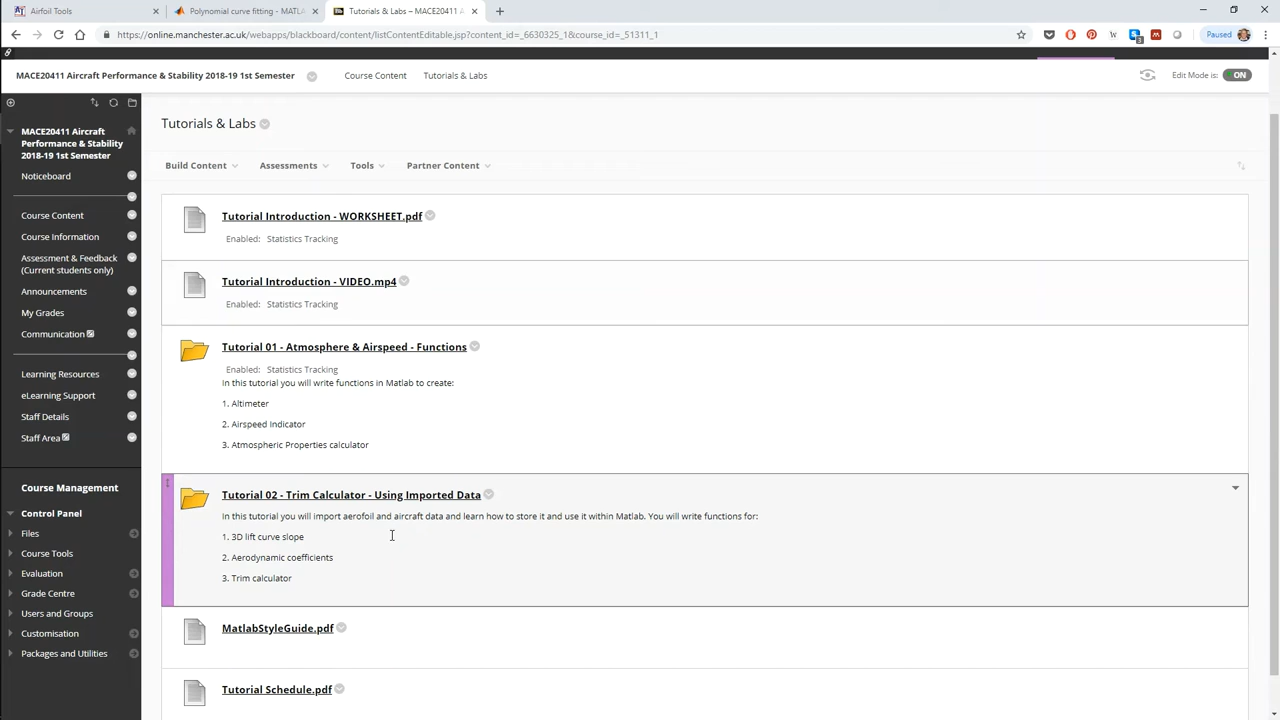 Airfoil Tools
Polynomial curve fitting - MATLA
Tutorials & Labs – MACE20411 A
https://online.manchester.ac.uk/webapps/blackboard/content/listContentEditable.jsp?content_id=_6630325_1&course_id=_51311_1
Paused
MACE20411 Aircraft Performance & Stability 2018-19 1st Semester
Course Content
Tutorials & Labs
Edit Mode is:
ON
MACE20411 Aircraft
Performance & Stability
2018-19 1st Semester
Noticeboard
Course Content
Course Information
Assessment & Feedback
(Current students only)
Announcements
My Grades
Communication
Learning Resources
eLearning Support
Staff Details
Staff Area
Course Management
Control Panel
Files
Course Tools
Evaluation
Grade Centre
Users and Groups
Customisation
Packages and Utilities
Tutorials & Labs
Build Content
Assessments
Tools
Partner Content
Tutorial Introduction - WORKSHEET.pdf
Enabled: Statistics Tracking
Tutorial Introduction - VIDEO.mp4
Enabled: Statistics Tracking
Tutorial 01 - Atmosphere & Airspeed - Functions
Enabled: Statistics Tracking
In this tutorial you will write functions in Matlab to create:
1. Altimeter
2. Airspeed Indicator
3. Atmospheric Properties calculator
Tutorial 02 - Trim Calculator - Using Imported Data
In this tutorial you will import aerofoil and aircraft data and learn how to store it and use it within Matlab. You will write functions for:
1. 3D lift curve slope
2. Aerodynamic coefficients
3. Trim calculator
MatlabStyleGuide.pdf
Tutorial Schedule.pdf